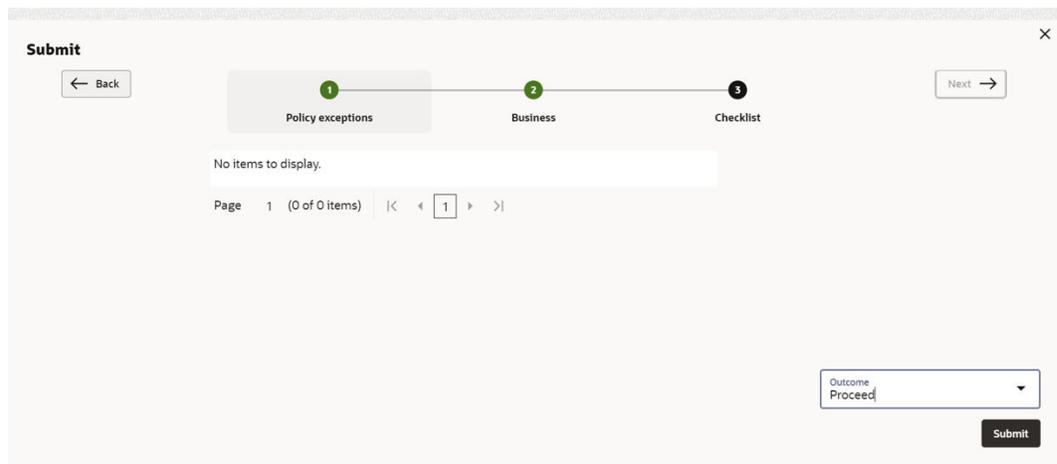 Submit
Back
1 2 3
Next
Policy exceptions Business Checklist
No items to display.
Page 1 (0 of 0 items) 1
Outcome
Proceed
Submit